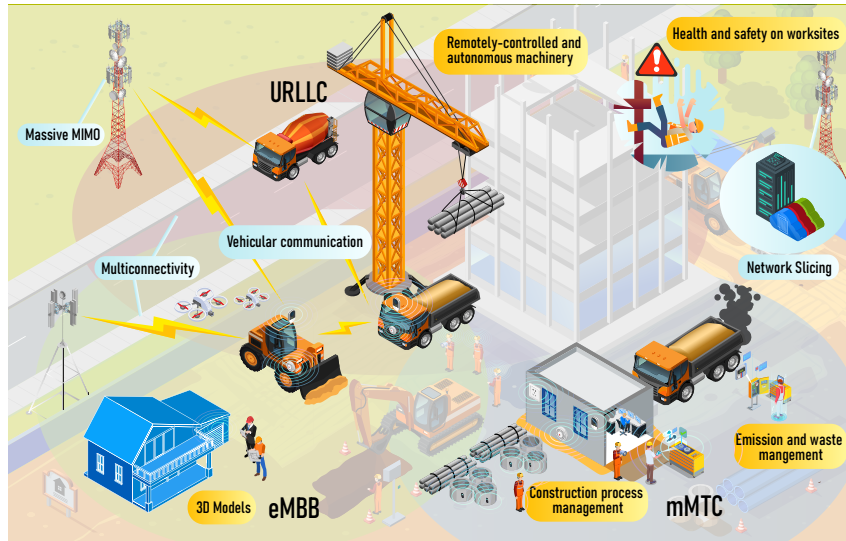 Health and safety on worksites
Remotely-controlled and
autonomous machinery
URLLC
Massive MIMO
Vehicular communication
Multiconnectivity
Network Slicing
Emission and waste
mangement
Construction process
management
3D Models
eMBB
mMTC